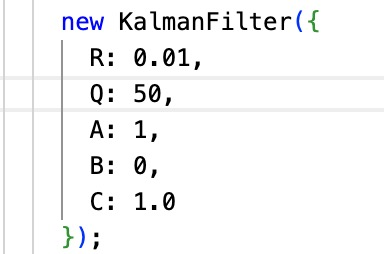 new KalmanFilter({
R: 0.01,
Q: 50,
A: 1,
B: 0,
C: 1.0
});